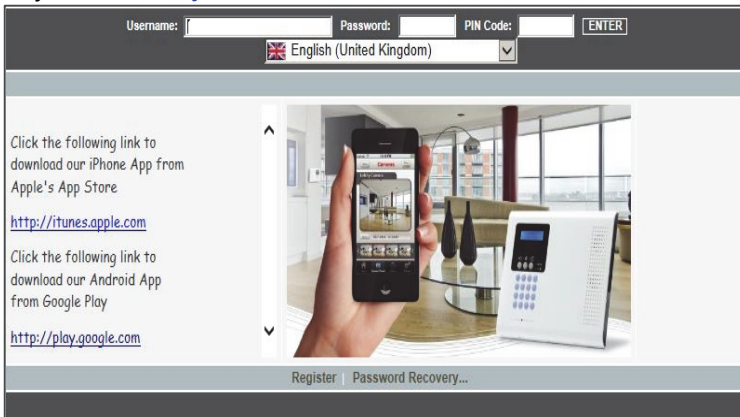 Username: Password: PIN Code: ENTER
English (United Kingdom)
Click the following link to
download our iPhone App from
Apple's App Store
http://itunes.apple.com
Click the following link to
download our Android App
from Google Play
http://play.google.com
Cameras
Register | Password Recovery...